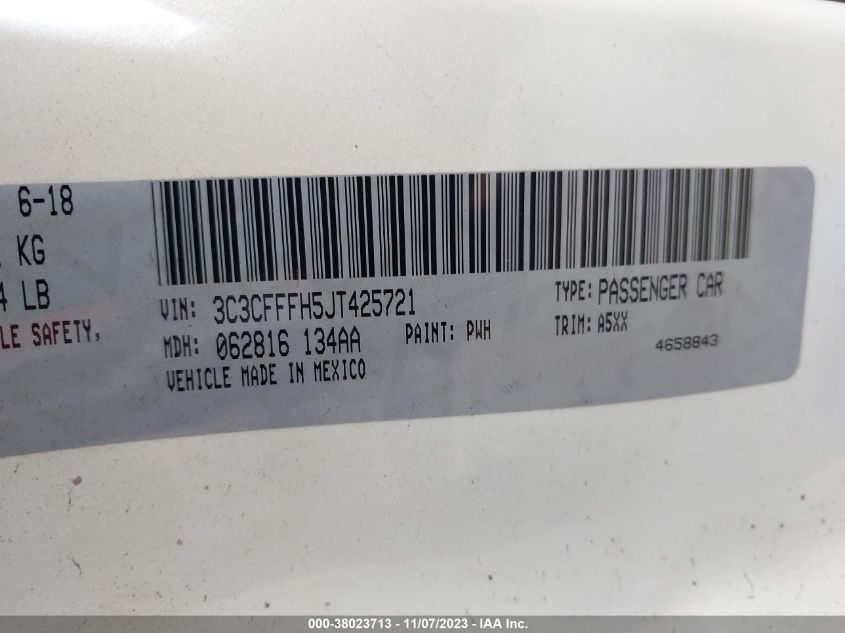 6-18
KG
4 LB
LE SAFETY,
VIN: 3C3CFFFH5JT425721
TYPE: PASSENGER CAR
MDH: 062816 134AA
PAINT: PWH
TRIM: A5XX
4658843
VEHICLE MADE IN MEXICO
000-38023713 - 11/07/2023 - IAA Inc.